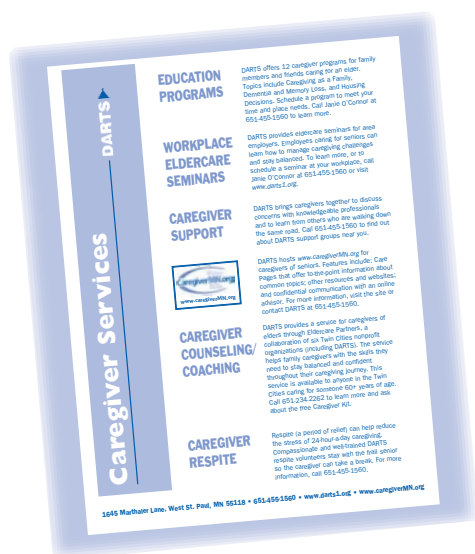 Caregiver Services DARTS
EDUCATION
PROGRAMS
DARTS offers 12 caregiver programs for family
members and friends caring for an elder.
Topics include Caregiving as a Family,
Dementia and Memory Loss, and Housing
Decisions. Schedule a program to meet your
time and place needs. Call Janie O'Connor at
651-455-1560 to learn more.
WORKPLACE
ELDERCARE
SEMINARS
DARTS provides eldercare seminars for area
employers. Employees caring for seniors can
learn how to manage caregiving challenges
and stay balanced. To learn more, or to
schedule a seminar at your workplace, call
Janie O'Connor at 651-455-1560 or visit
www.darts1.org.
CAREGIVER
SUPPORT
DARTS brings caregivers together to discuss
concerns with knowledgeable professionals
and to learn from others who are walking down
the same road. Call 651-455-1560 to find out
about DARTS support groups near you.
CaregiverMN.org
www.caregiverMN.org
DARTS hosts www.caregiverMN.org for
caregivers of seniors. Features include: Care
Pages that offer to-the-point information about
common topics; other resources and websites;
and confidential communication with an online
advisor. For more information, visit the site or
contact DARTS at 651-455-1560.
CAREGIVER
COUNSELING/
COACHING
DARTS provides a service for caregivers of
elders through Eldercare Partners, a
collaboration of six Twin Cities nonprofit
organizations (including DARTS). The service
helps family caregivers with the skills they
need to stay balanced and confident
throughout their caregiving journey. This
service is available to anyone in the Twin
Cities caring for someone 60+ years of age.
Call 651-234-2262 to learn more and ask
about the free Caregiver Kit.
CAREGIVER
RESPITE
Respite (a period of relief) can help reduce
the stress of 24-hour-a-day caregiving.
Compassionate and well-trained DARTS
respite volunteers stay with the frail senior
so the caregiver can take a break. For more
information, call 651-455-1560.
1645 Marthaler Lane, West St. Paul, MN 55118 • 651-455-1560 • www.darts1.org • www.caregiverMN.org